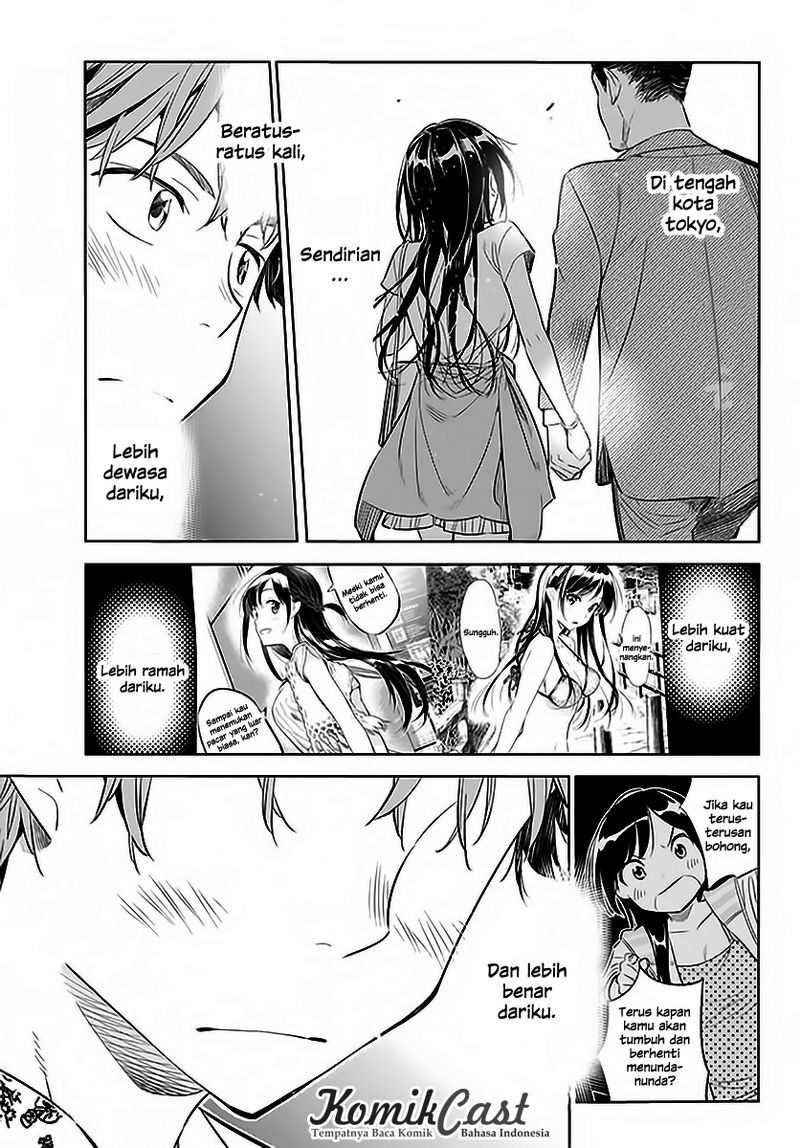 Di tengah
kota
tokyo,
Sendirian
...
Beratus-
ratus kali,
Lebih
dewasa
dariku,
Lebih kuat
dariku,
ini
menye-
nangkan.
Sungguh.
Meski kamu
tidak bisa
berhenti.
Sampai kau
menemukan
pacar yang luar
biasa, kan?
Lebih ramah
dariku.
Jika kau
terus-
terusan
bohong,
Terus kapan
kamu akan
tumbuh dan
berhenti
menunda-
nunda?
Dan lebih
benar
dariku.
KomikCast
Tempatnya Baca Komik Bahasa Indonesia